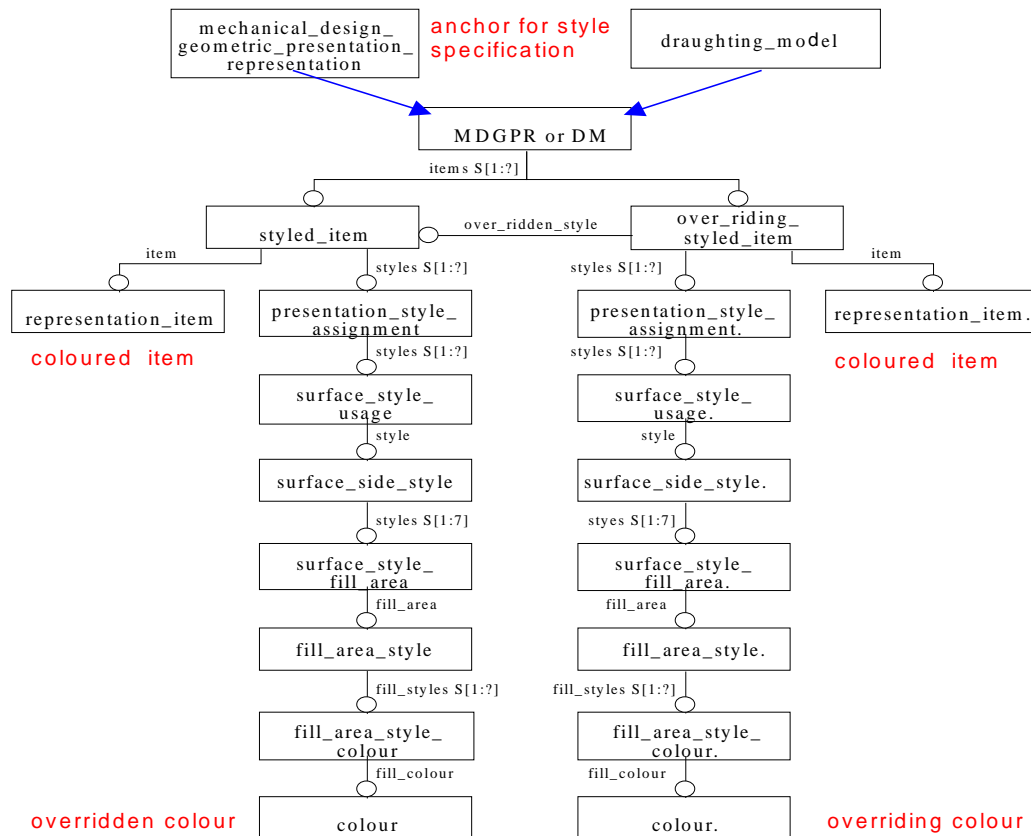 mechanical_design_
geometric_presentation_
representation
anchor for style
specification
draughting_model
MDGPR or DM
items S[1:?]
styled_item
over_ridden_style
over_riding_
styled_item
item
styles S[1:?]
styles S[1:?]
item
representation_item
presentation_style_
assignment
presentation_style_
assignment.
representation_item.
coloured item
styles S[1:?]
styles S[1:?]
coloured item
surface_style_
usage
surface_style_
usage.
style
style
surface_side_style
surface_side_style.
styles S[1:7]
styes S[1:7]
surface_style_
fill_area
surface_style_
fill_area.
fill_area
fill_area
fill_area_style
fill_area_style.
fill_styles S[1:?]
fill_styles S[1:?]
fill_area_style_
colour
fill_area_style_
colour.
fill_colour
fill_colour
overridden colour
colour
colour.
overriding colour